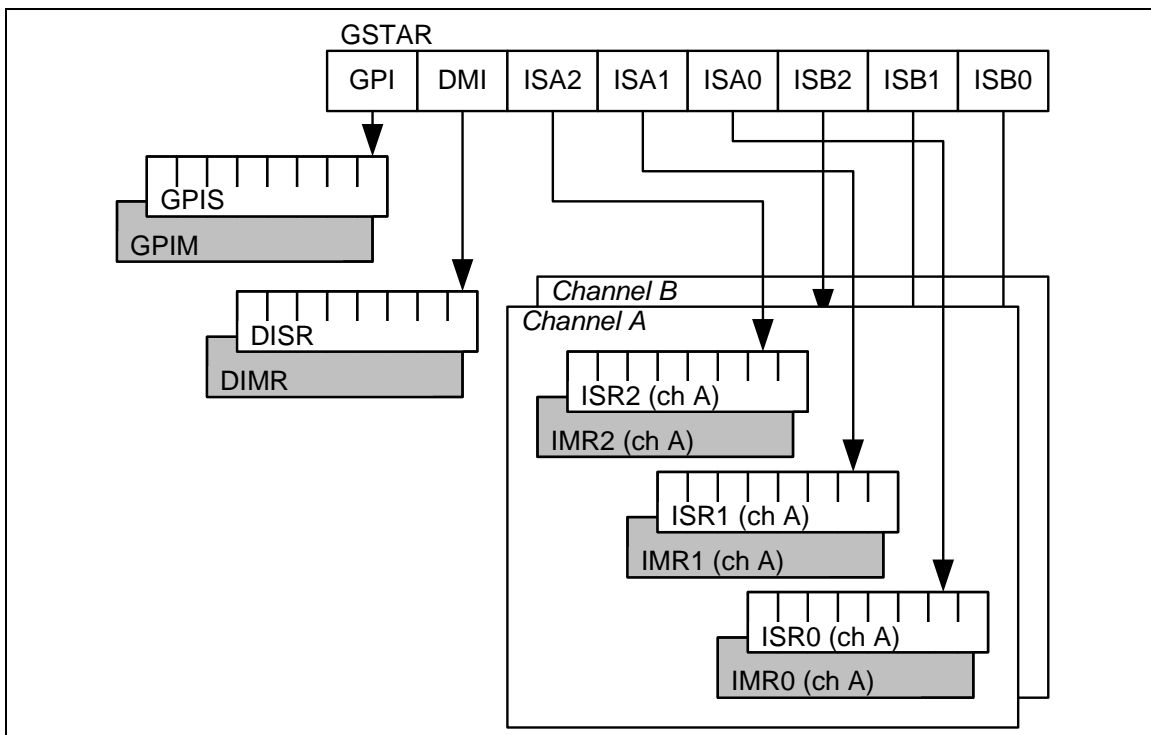 GSTAR
GPI DMI ISA2 ISA1 ISA0 ISB2 ISB1 ISB0
GPIS
GPIM
DISR
DIMR
Channel B
Channel A
ISR2 (ch A)
IMR2 (ch A)
ISR1 (ch A)
IMR1 (ch A)
ISR0 (ch A)
IMR0 (ch A)